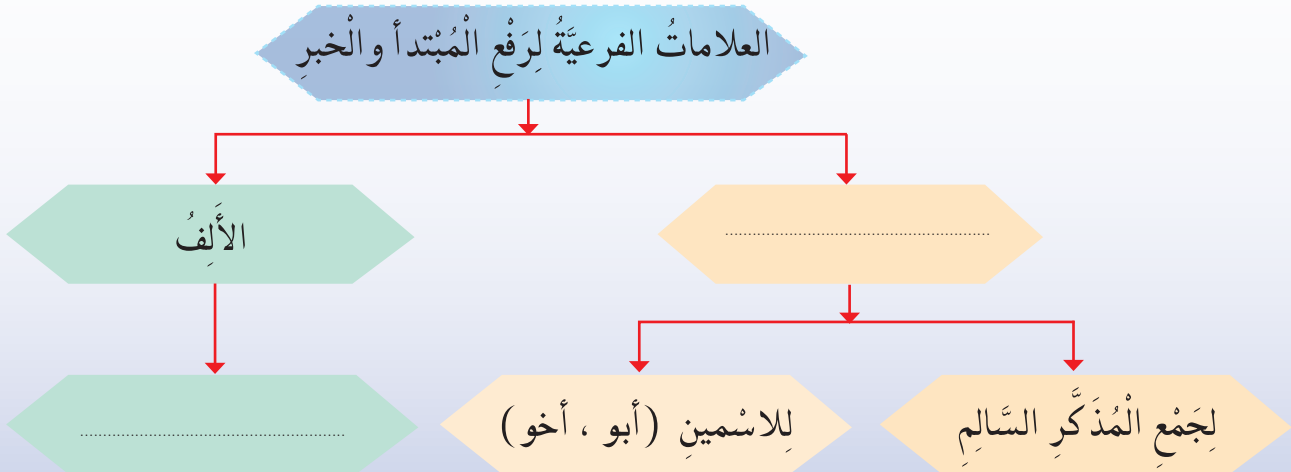 العلاماتُ الفرعيَّةُ لِرَفْعِ الْمُبْتدأ والْخبرِ
...................................................
الأَلِفُ
لِجَمْعِ الْمُذَكَّرِ السَّالِمِ
لِلاسْمينِ (أبو ، أخو)
...................................................